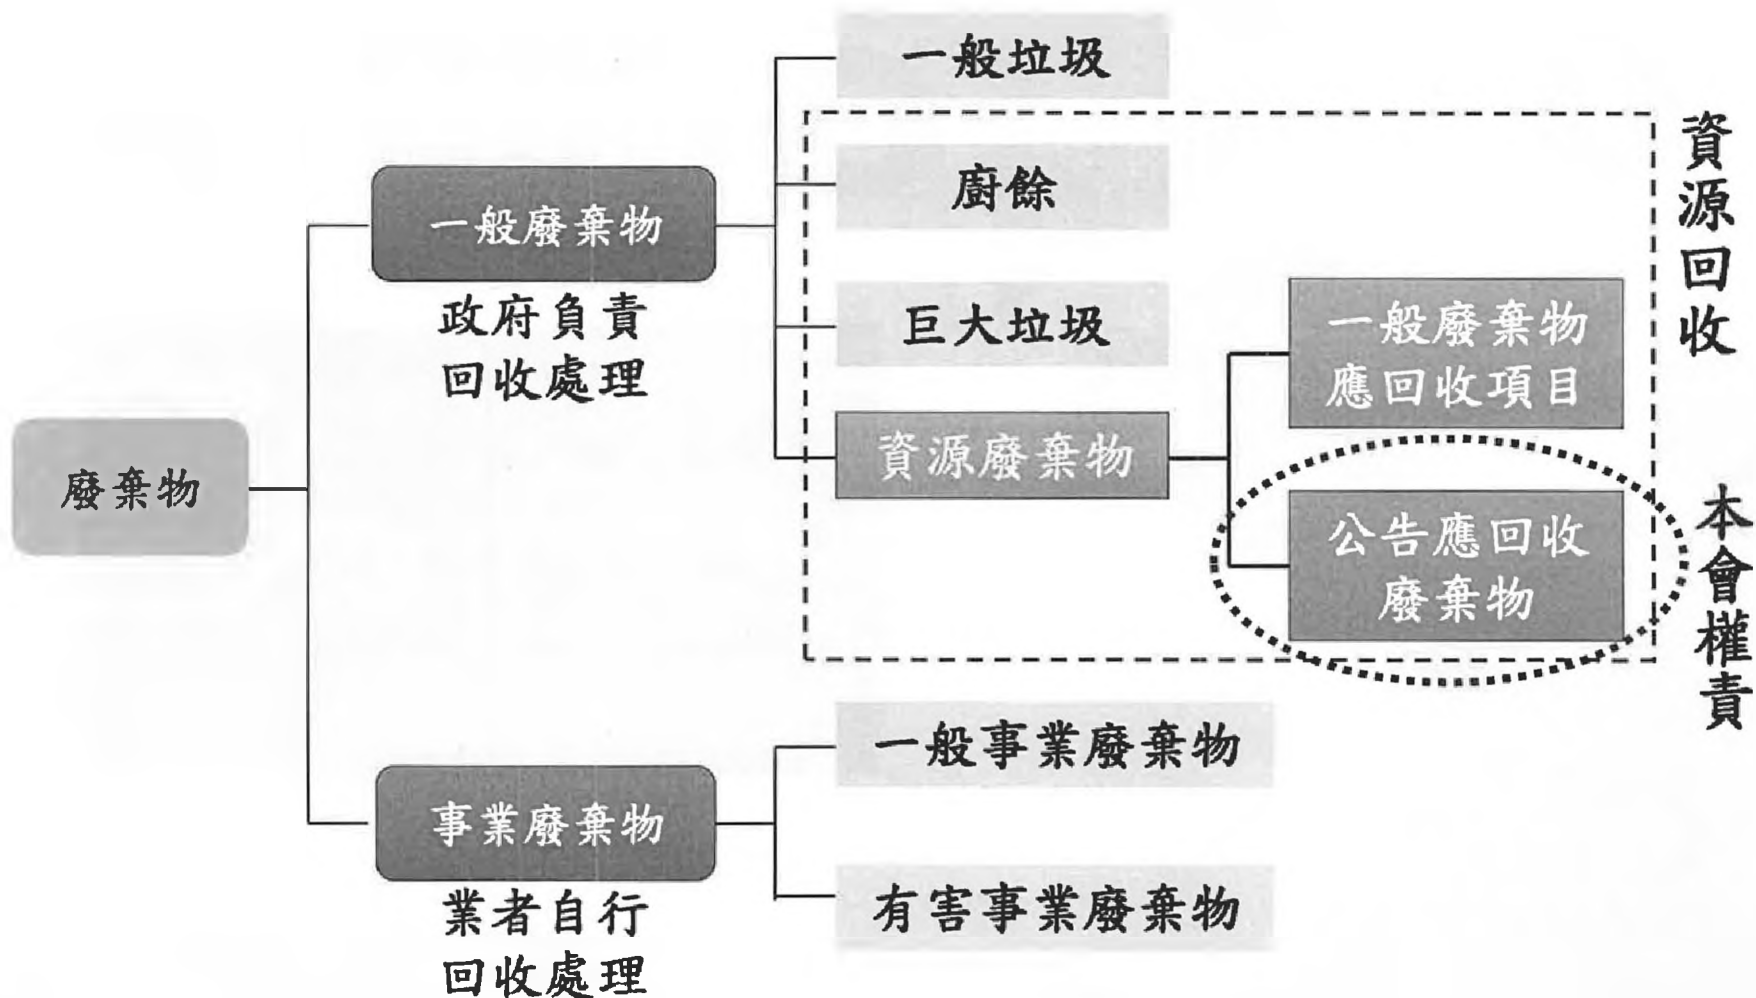 廢棄物
一般廢棄物
政府負責
回收處理
一般垃圾
廚餘
巨大垃圾
資源廢棄物
一般廢棄物
應回收項目
公告應回收
廢棄物
資源回收
本會權責
事業廢棄物
業者自行
回收處理
一般事業廢棄物
有害事業廢棄物